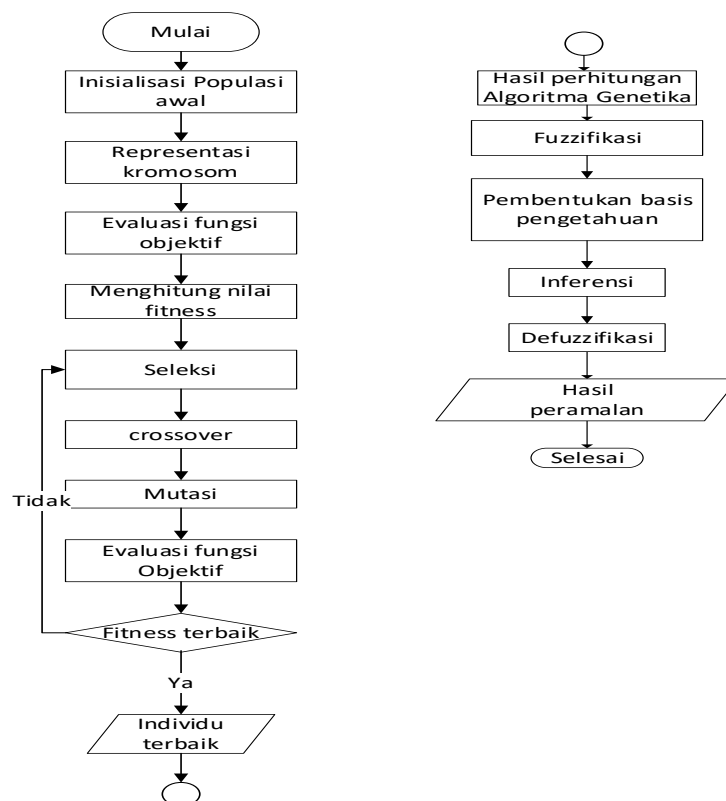 Mulai
Inisialisasi Populasi
awal
Representasi
kromosom
Evaluasi fungsi
objektif
Menghitung nilai
fitness
Seleksi
crossover
Mutasi
Tidak
Evaluasi fungsi
Objektif
Fitness terbaik
Ya
Individu
terbaik
Hasil perhitungan
Algoritma Genetika
Fuzzifikasi
Pembentukan basis
pengetahuan
Inferensi
Defuzzifikasi
Hasil
peramalan
Selesai